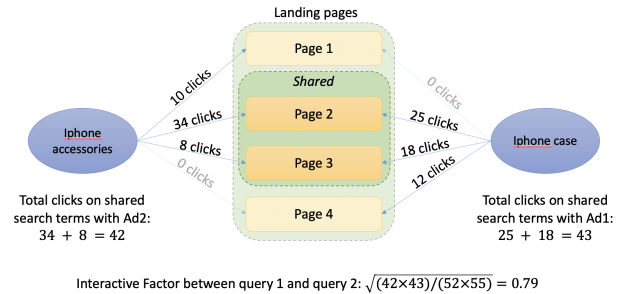 Landing pages
Page 1
Shared
Page 2
Page 3
Page 4
Iphone
accessories
10 clicks
34 clicks
8 clicks
0 clicks
Total clicks on shared
search terms with Ad2:
34 + 8 = 42
Iphone case
0 clicks
25 clicks
18 clicks
12 clicks
Total clicks on shared
search terms with Ad1:
25 + 18 = 43
Interactive Factor between query 1 and query 2: √(42×43)/(52×55) = 0.79